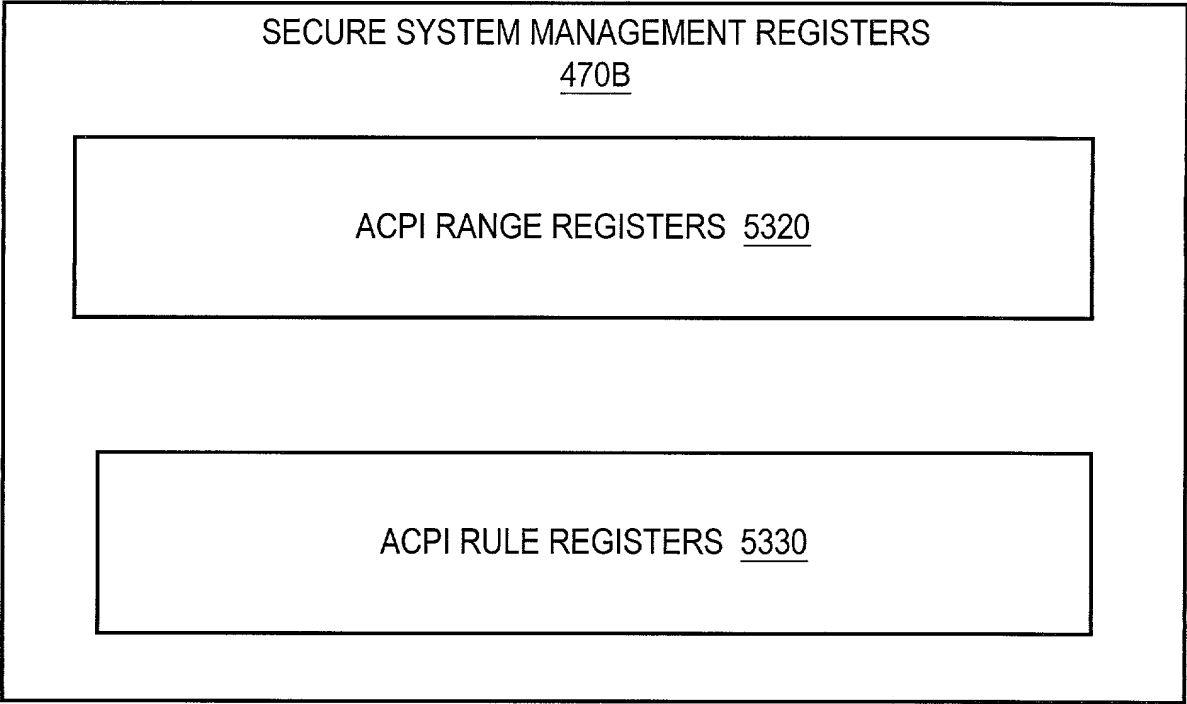 SECURE SYSTEM MANAGEMENT REGISTERS
470B
ACPI RANGE REGISTERS 5320
ACPI RULE REGISTERS 5330